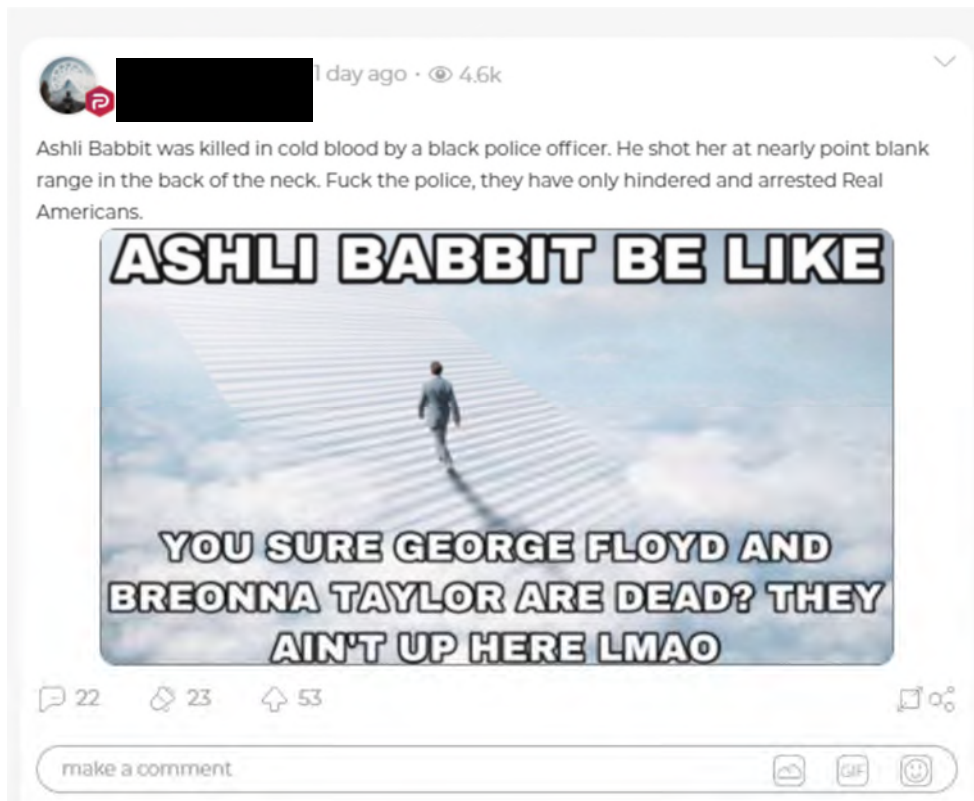 1 day ago · 4.6k
Ashli Babbit was killed in cold blood by a black police officer. He shot her at nearly point blank
range in the back of the neck. Fuck the police, they have only hindered and arrested Real
Americans.
ASHLI BABBIT BE LIKE
YOU SURE GEORGE FLOYD AND
BREONNA TAYLOR ARE DEAD? THEY
AIN'T UP HERE LMAO
22 23 53
make a comment GIF